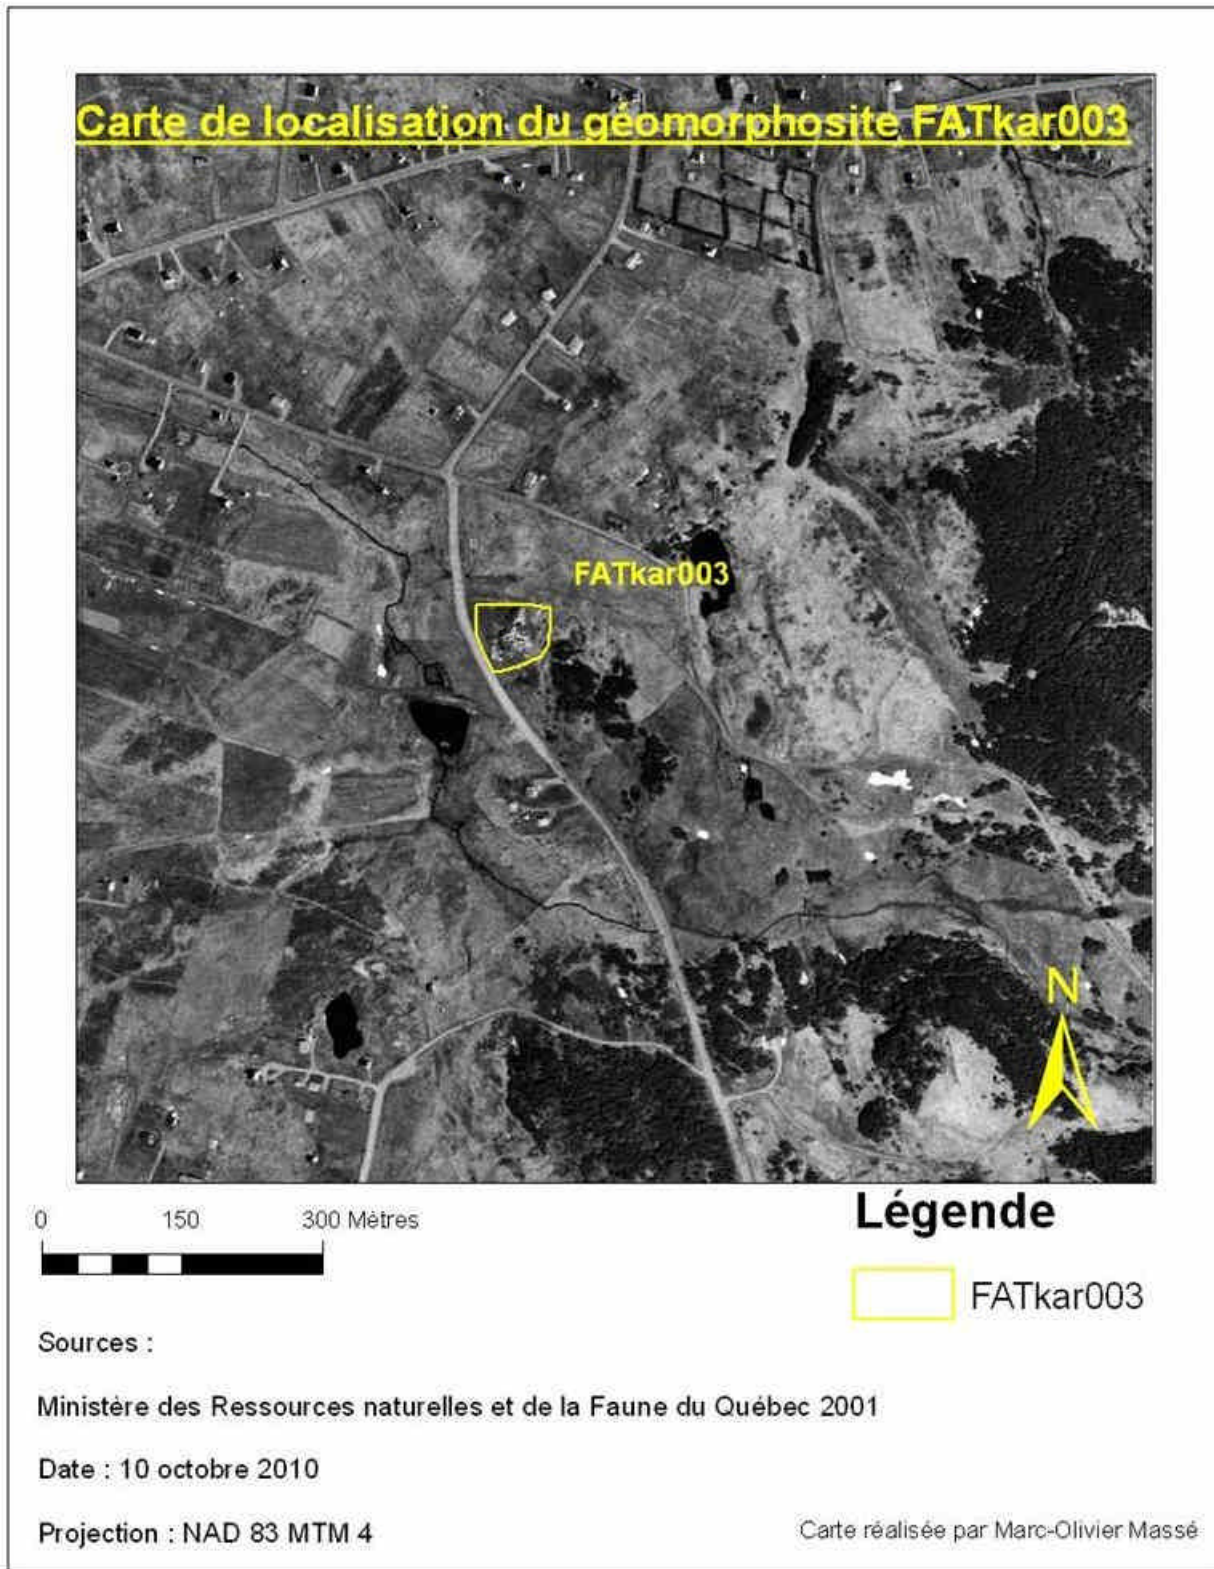 Carte de localisation du géomorphosite FATkar003
FATkar003
N
0 150 300 Mètres
Légende
FATkar003
Sources :
Ministère des Ressources naturelles et de la Faune du Québec 2001
Date : 10 octobre 2010
Projection : NAD 83 MTM 4
Carte réalisée par Marc-Olivier Massé